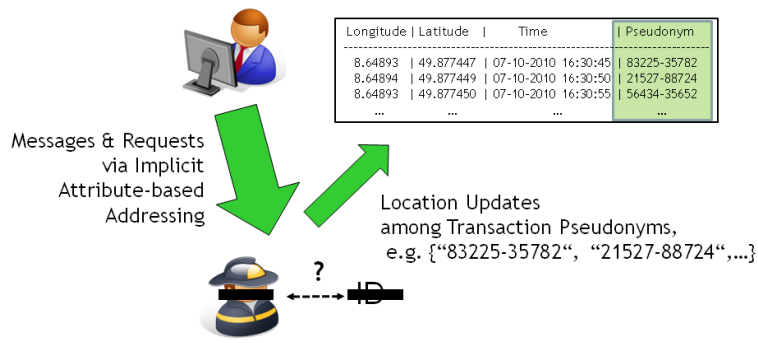 Longitude | Latitude | Time | Pseudonym
8.64893 | 49.877447 | 07-10-2010 16:30:45 | 83225-35782
8.64894 | 49.877449 | 07-10-2010 16:30:50 | 21527-88724
8.64893 | 49.877450 | 07-10-2010 16:30:55 | 56434-35652
... ... ... ...
Messages & Requests
via Implicit
Attribute-based
Addressing
Location Updates
among Transaction Pseudonyms,
e.g. {“83225-35782“, “21527-88724“,…}
?
ID